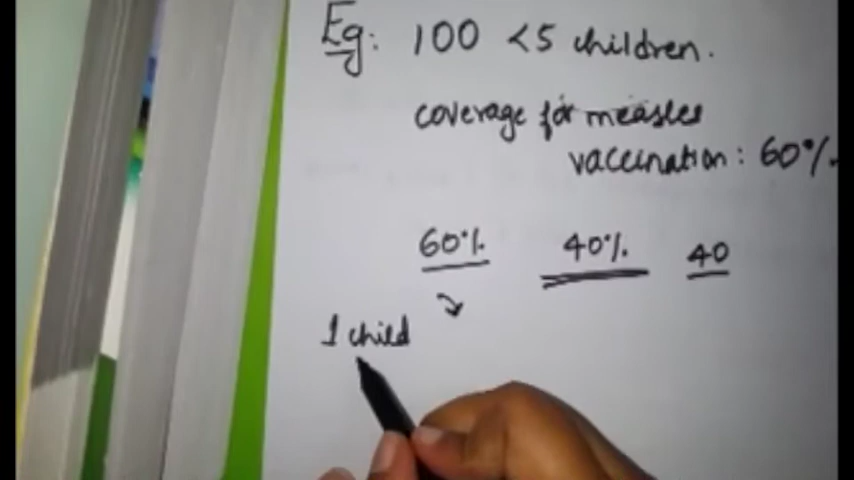 Eg: 100 <5 children.
coverage for measles
vaccination: 60%.
60% 40% 40
1 child